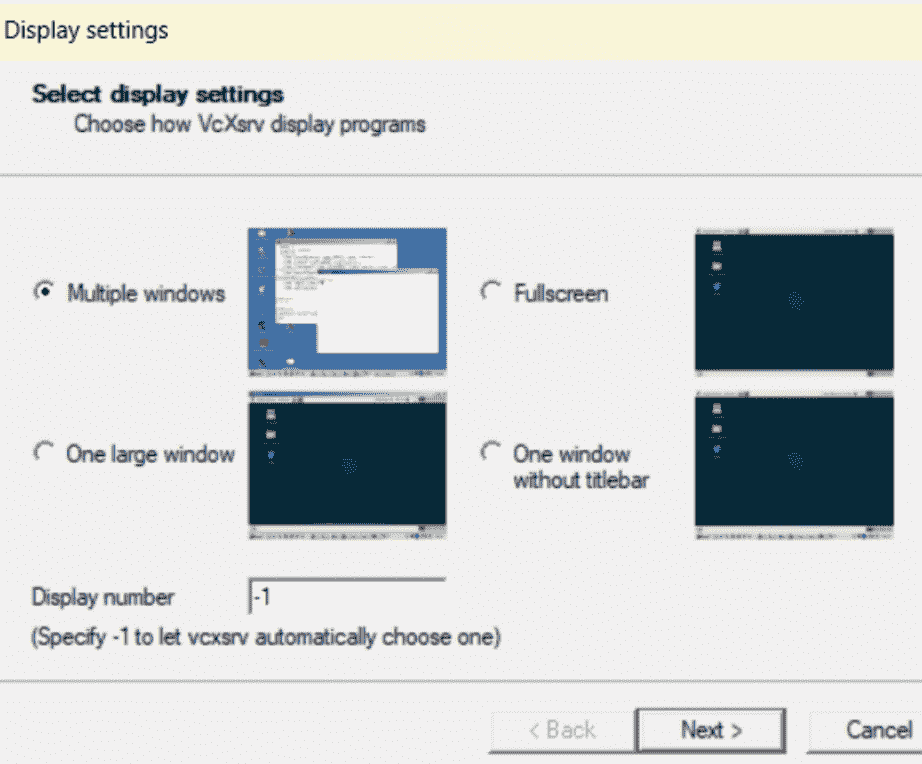 Display settings
Select display settings
Choose how VcXsrv display programs
Multiple windows
Fullscreen
One large window
One window
without titlebar
Display number
-1
(Specify -1 to let vcxsrv automatically choose one)
< Back
Next >
Cancel